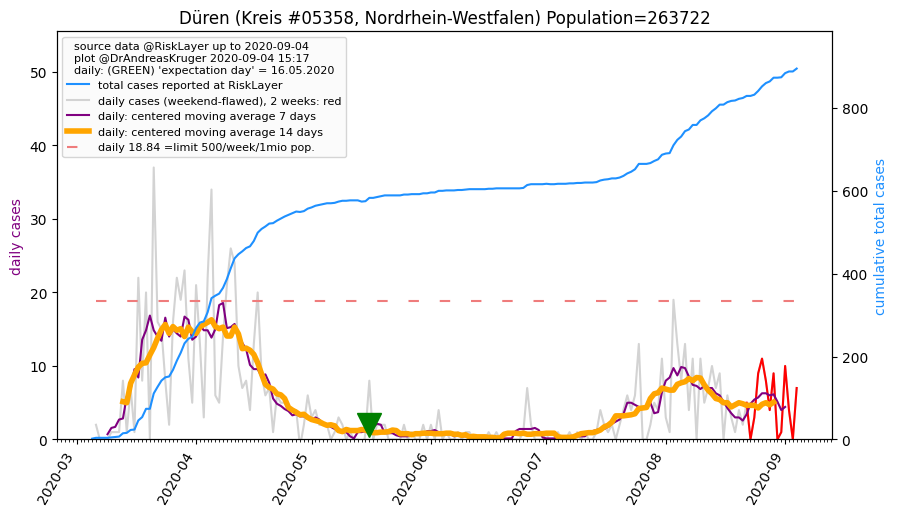 Düren (Kreis #05358, Nordrhein-Westfalen) Population=263722
source data @RiskLayer up to 2020-09-04
plot @DrAndreasKruger 2020-09-04 15:17
daily: (GREEN) 'expectation day' = 16.05.2020
total cases reported at RiskLayer
daily cases (weekend-flawed), 2 weeks: red
daily: centered moving average 7 days
daily: centered moving average 14 days
daily 18.84 =limit 500/week/1mio pop.
daily cases
50
40
30
20
10
0
cumulative total cases
800
600
400
200
0
2020-03
2020-04
2020-05
2020-06
2020-07
2020-08
2020-09